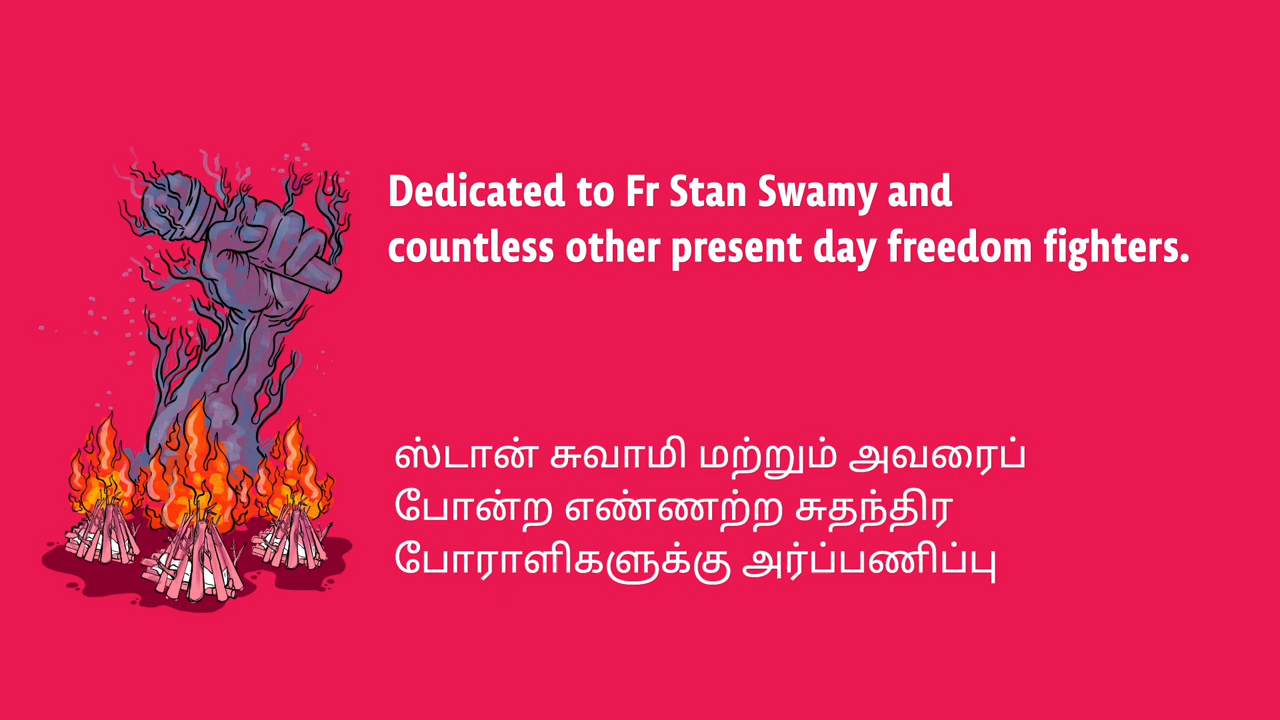 Dedicated to Fr Stan Swamy and
countless other present day freedom fighters.
ஸ்டான் சுவாமி மற்றும் அவரைப்
போன்ற எண்ணற்ற சுதந்திர
போராளிகளுக்கு அர்ப்பணிப்பு